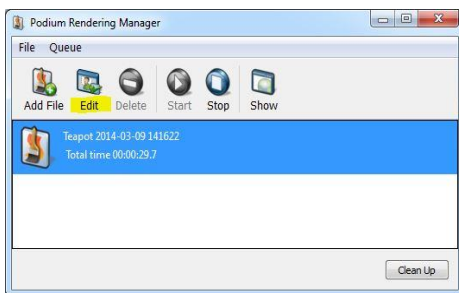 Podium Rendering Manager
File Queue
Add File Edit Delete Start Stop Show
Teapot 2014-03-09 141622
Total time 00:00:29.7
Clean Up